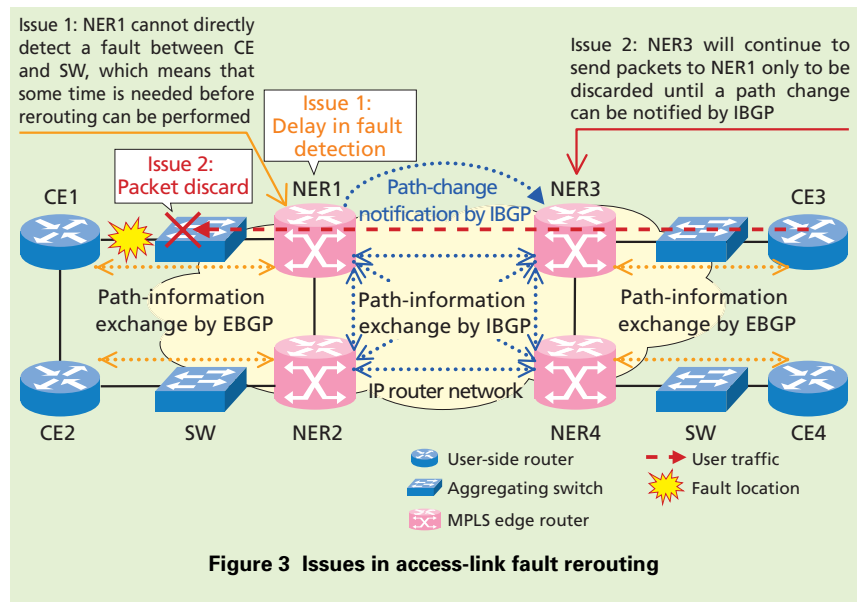 Issue 1: NER1 cannot directly
detect a fault between CE
and SW, which means that
some time is needed before
rerouting can be performed
Issue 2: NER3 will continue to
send packets to NER1 only to be
discarded until a path change
can be notified by IBGP
Issue 1:
Delay in fault
detection
Issue 2:
Packet discard
CE1
NER1
Path-change
notification by IBGP
NER3
CE3
Path-information
exchange by EBGP
Path-information
exchange by IBGP
Path-information
exchange by EBGP
IP router network
CE2
SW
NER2
NER4
SW
CE4
User-side router
User traffic
Aggregating switch
Fault location
MPLS edge router
Figure 3 Issues in access-link fault rerouting